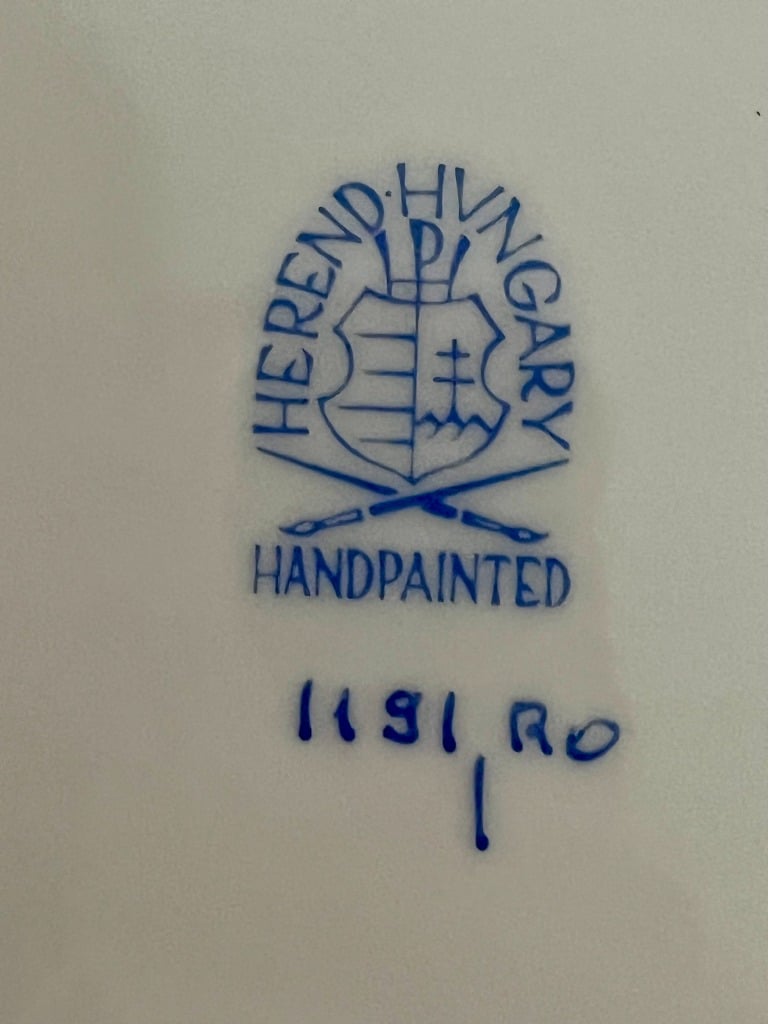 HEREND · HVNGARY
P
HANDPAINTED
1191 RO
1